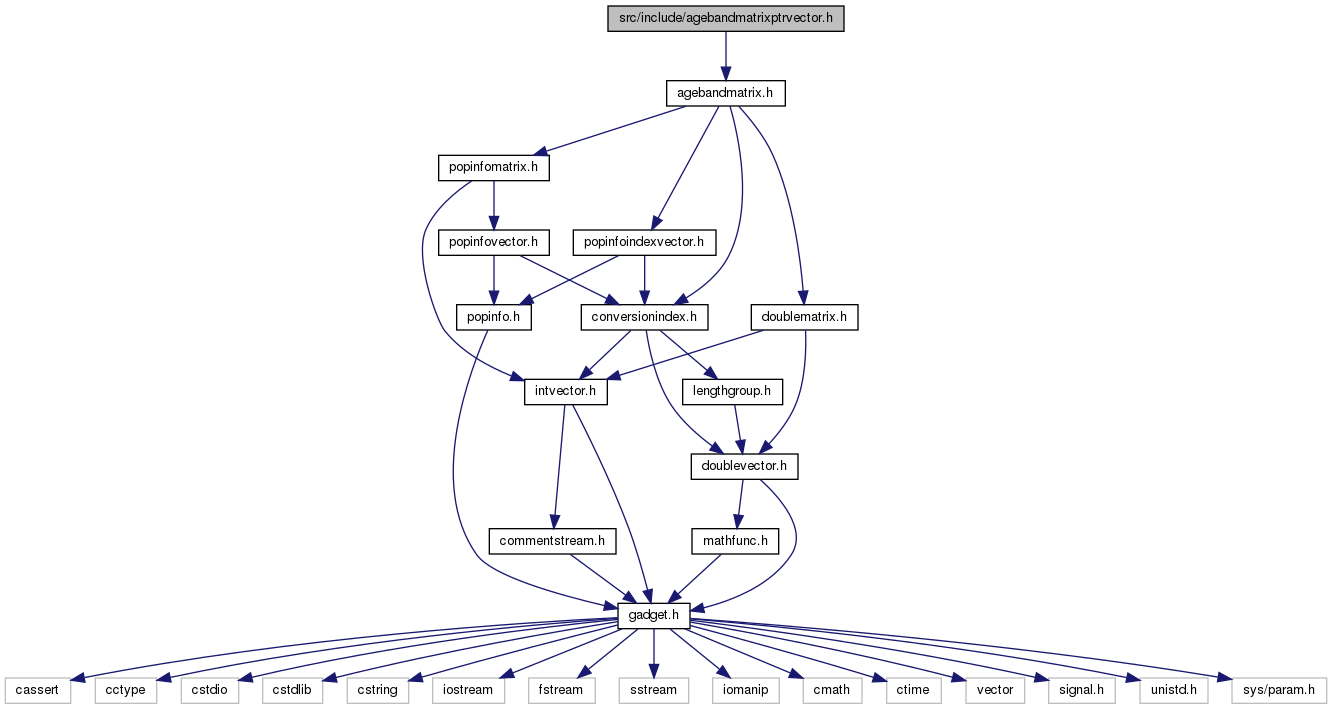 src/include/agebandmatrixptrvector.h
agebandmatrix.h
popinfomatrix.h
popinfovector.h
popinfoindexvector.h
popinfo.h
conversionindex.h
doublematrix.h
intvector.h
lengthgroup.h
doublevector.h
commentstream.h
mathfunc.h
gadget.h
cassert
cctype
cstdio
cstdlib
cstring
iostream
fstream
sstream
iomanip
cmath
ctime
vector
signal.h
unistd.h
sys/param.h